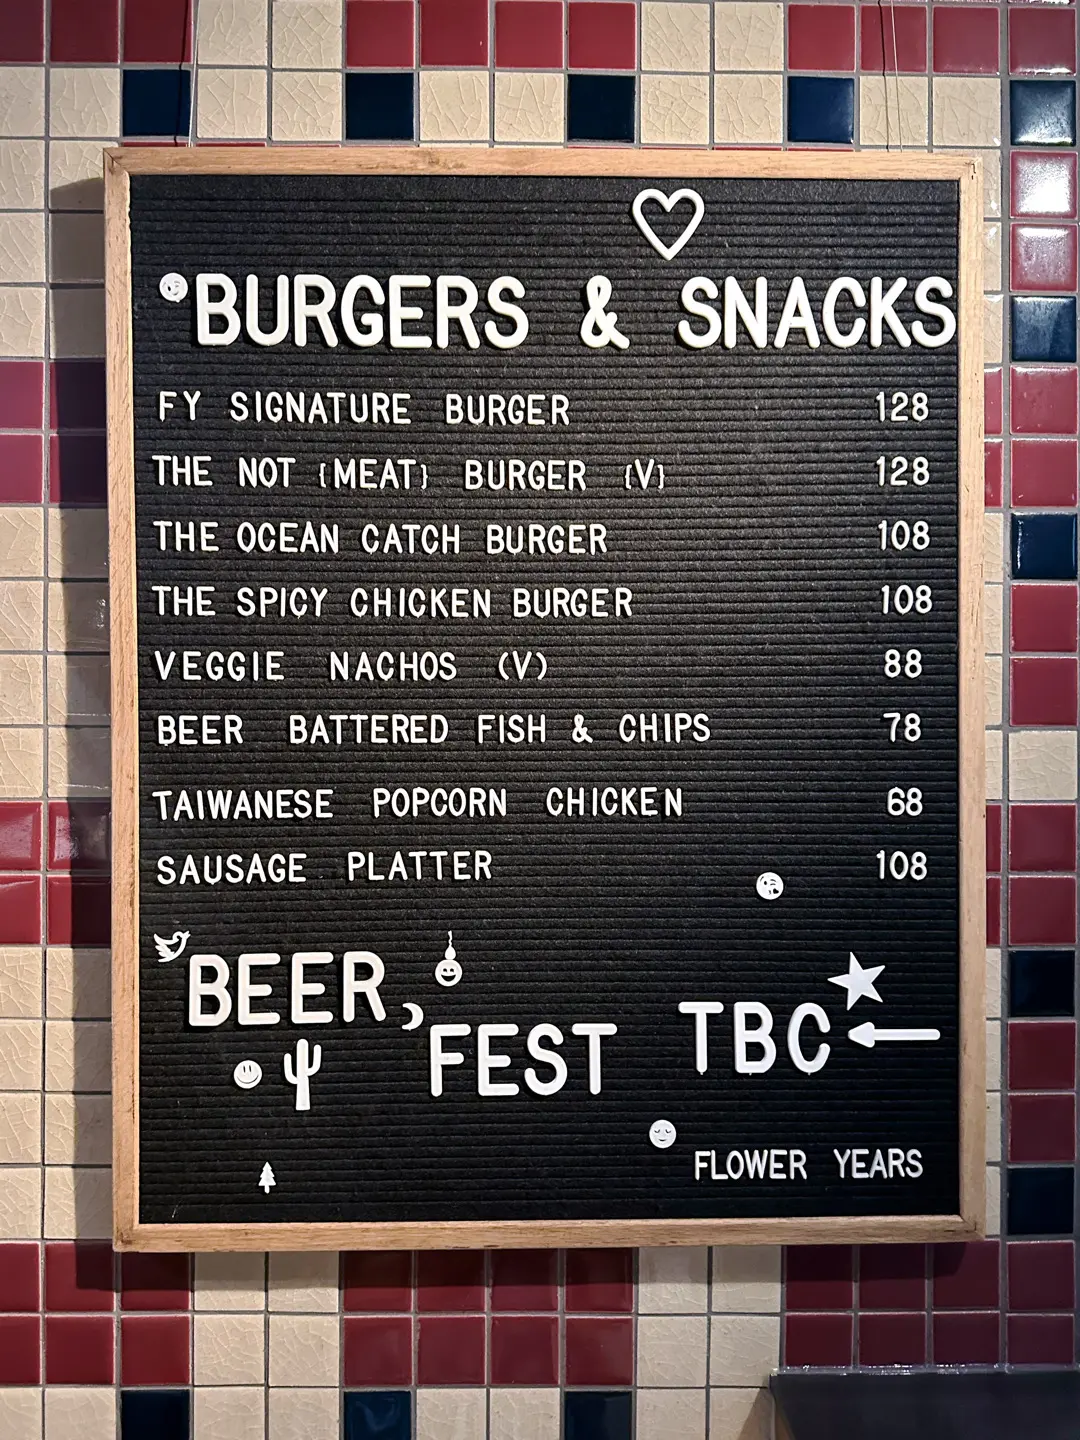 BURGERS & SNACKS
FY SIGNATURE BURGER 128
THE NOT {MEAT} BURGER {V} 128
THE OCEAN CATCH BURGER 108
THE SPICY CHICKEN BURGER 108
VEGGIE NACHOS (V) 88
BEER BATTERED FISH & CHIPS 78
TAIWANESE POPCORN CHICKEN 68
SAUSAGE PLATTER 108
BEER,
FEST TBC
FLOWER YEARS